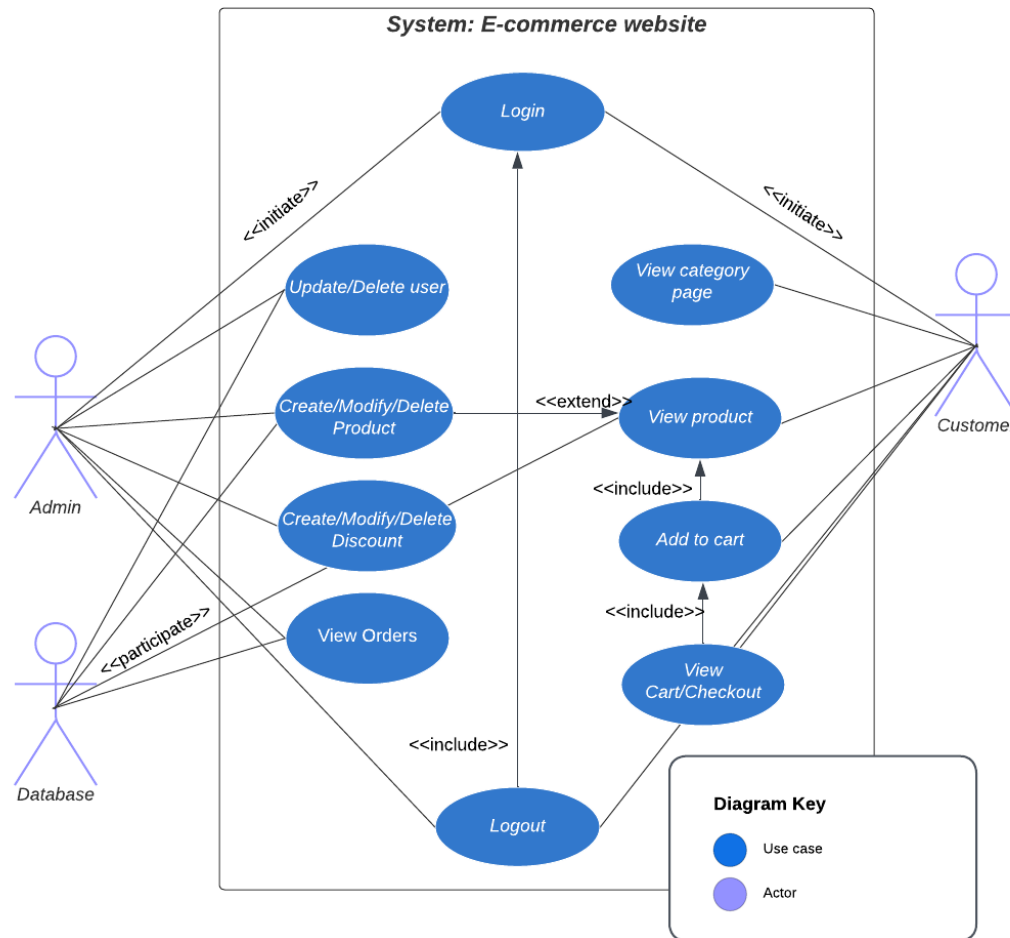 System: E-commerce website
Login
<<initiate>>
<<initiate>>
Update/Delete user
View category
page
Create/Modify/Delete
Product
<<extend>>
View product
Custome
Admin
<<include>>
Create/Modify/Delete
Discount
Add to cart
<<participate>>
View Orders
<<include>>
View
Cart/Checkout
<<include>>
Database
Logout
Diagram Key
Use case
Actor